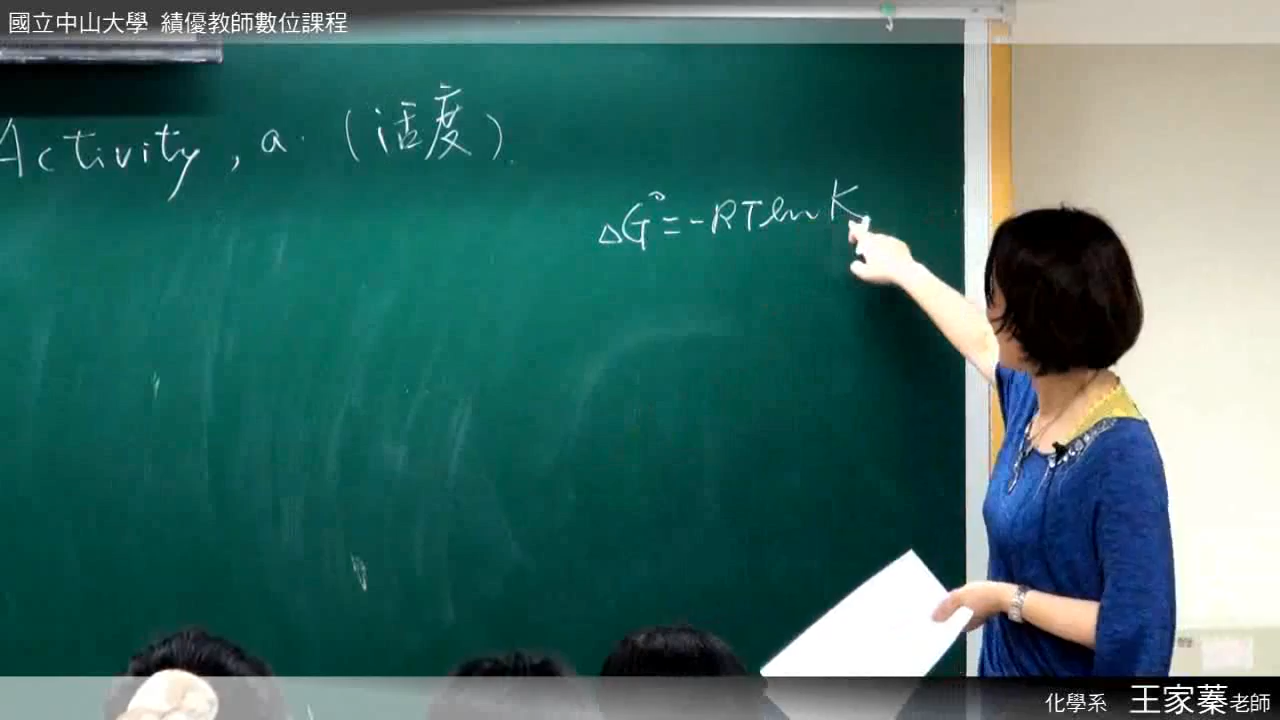 國立中山大學 績優教師數位課程
Activity, a. (活度).
ΔG°=-RTlnK
化學系 王家蓁老師